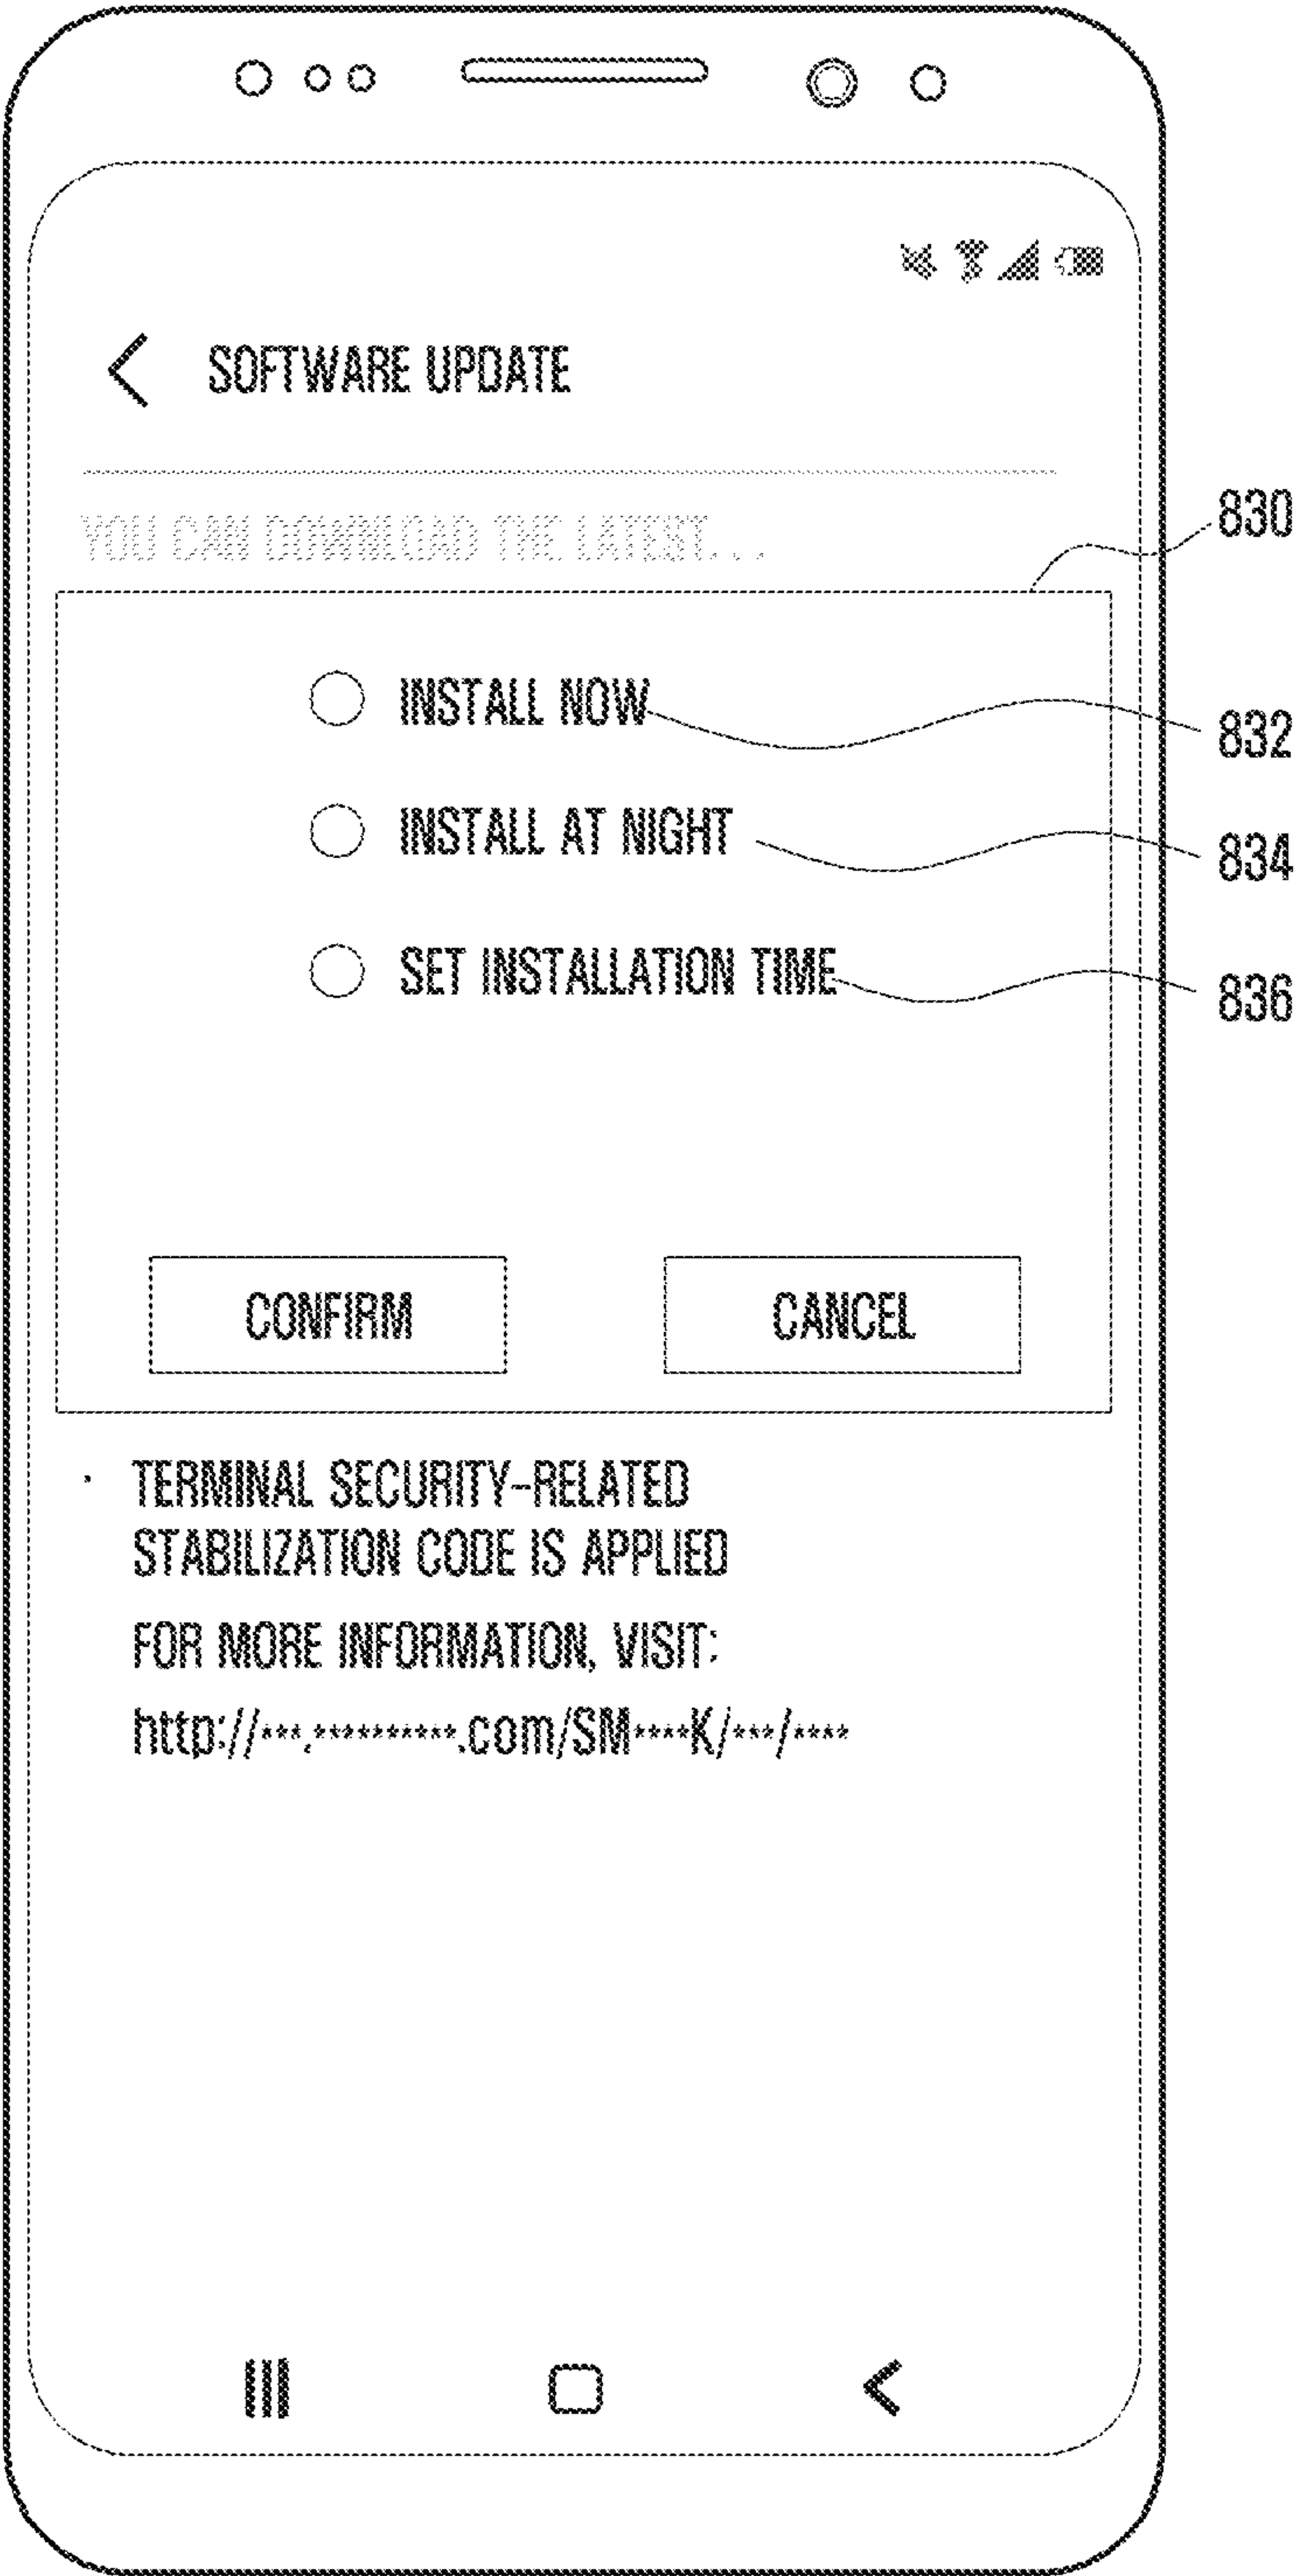 SOFTWARE UPDATE
YOU CAN DOWNLOAD THE LATEST...
830
INSTALL NOW
832
INSTALL AT NIGHT
834
SET INSTALLATION TIME
836
CONFIRM
CANCEL
· TERMINAL SECURITY-RELATED
STABILIZATION CODE IS APPLIED
FOR MORE INFORMATION, VISIT:
http://***.**********.com/SM****K/***/****